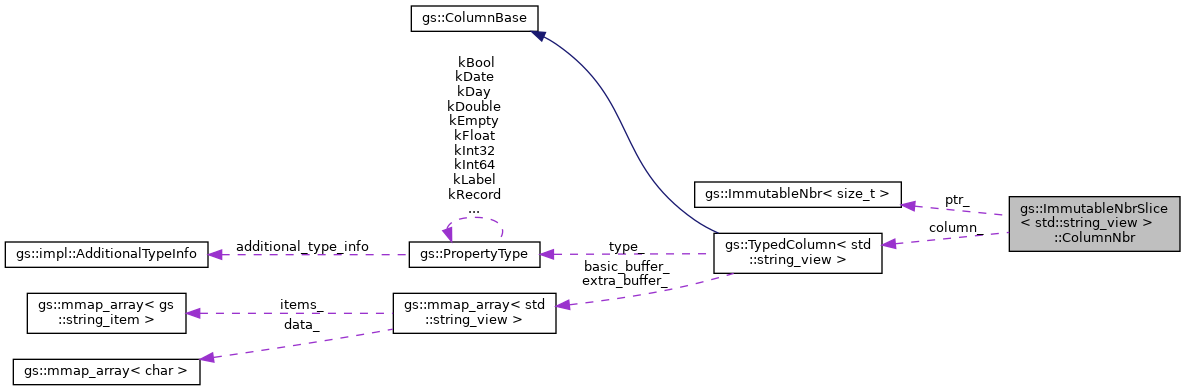 gs::ColumnBase
kBool
kDate
kDay
kDouble
kEmpty
kFloat
kInt32
kInt64
kLabel
kRecord
...
gs::impl::AdditionalTypeInfo
additional_type_info
gs::PropertyType
type_
basic_buffer_
extra_buffer_
gs::TypedColumn< std
::string_view >
gs::ImmutableNbr< size_t >
ptr_
column_
gs::ImmutableNbrSlice
< std::string_view >
::ColumnNbr
gs::mmap_array< gs
::string_item >
items_
data_
gs::mmap_array< std
::string_view >
gs::mmap_array< char >